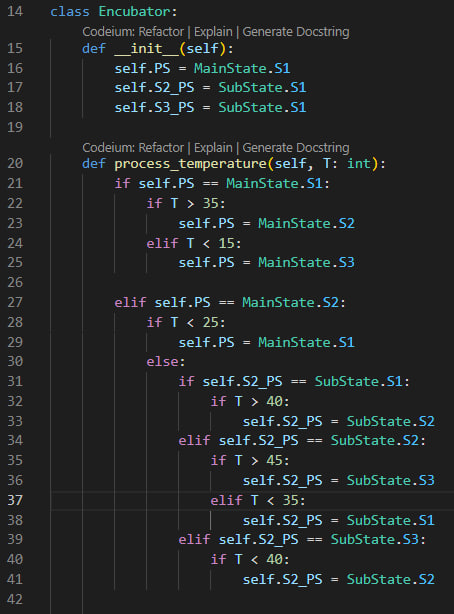 14 class Encubator:
Codeium: Refactor | Explain | Generate Docstring
15     def __init__(self):
16         self.PS = MainState.S1
17         self.S2_PS = SubState.S1
18         self.S3_PS = SubState.S1
19
Codeium: Refactor | Explain | Generate Docstring
20     def process_temperature(self, T: int):
21         if self.PS == MainState.S1:
22             if T > 35:
23                 self.PS = MainState.S2
24             elif T < 15:
25                 self.PS = MainState.S3
26
27         elif self.PS == MainState.S2:
28             if T < 25:
29                 self.PS = MainState.S1
30             else:
31                 if self.S2_PS == SubState.S1:
32                     if T > 40:
33                         self.S2_PS = SubState.S2
34                 elif self.S2_PS == SubState.S2:
35                     if T > 45:
36                         self.S2_PS = SubState.S3
37                     elif T < 35:
38                         self.S2_PS = SubState.S1
39                 elif self.S2_PS == SubState.S3:
40                     if T < 40:
41                         self.S2_PS = SubState.S2
42